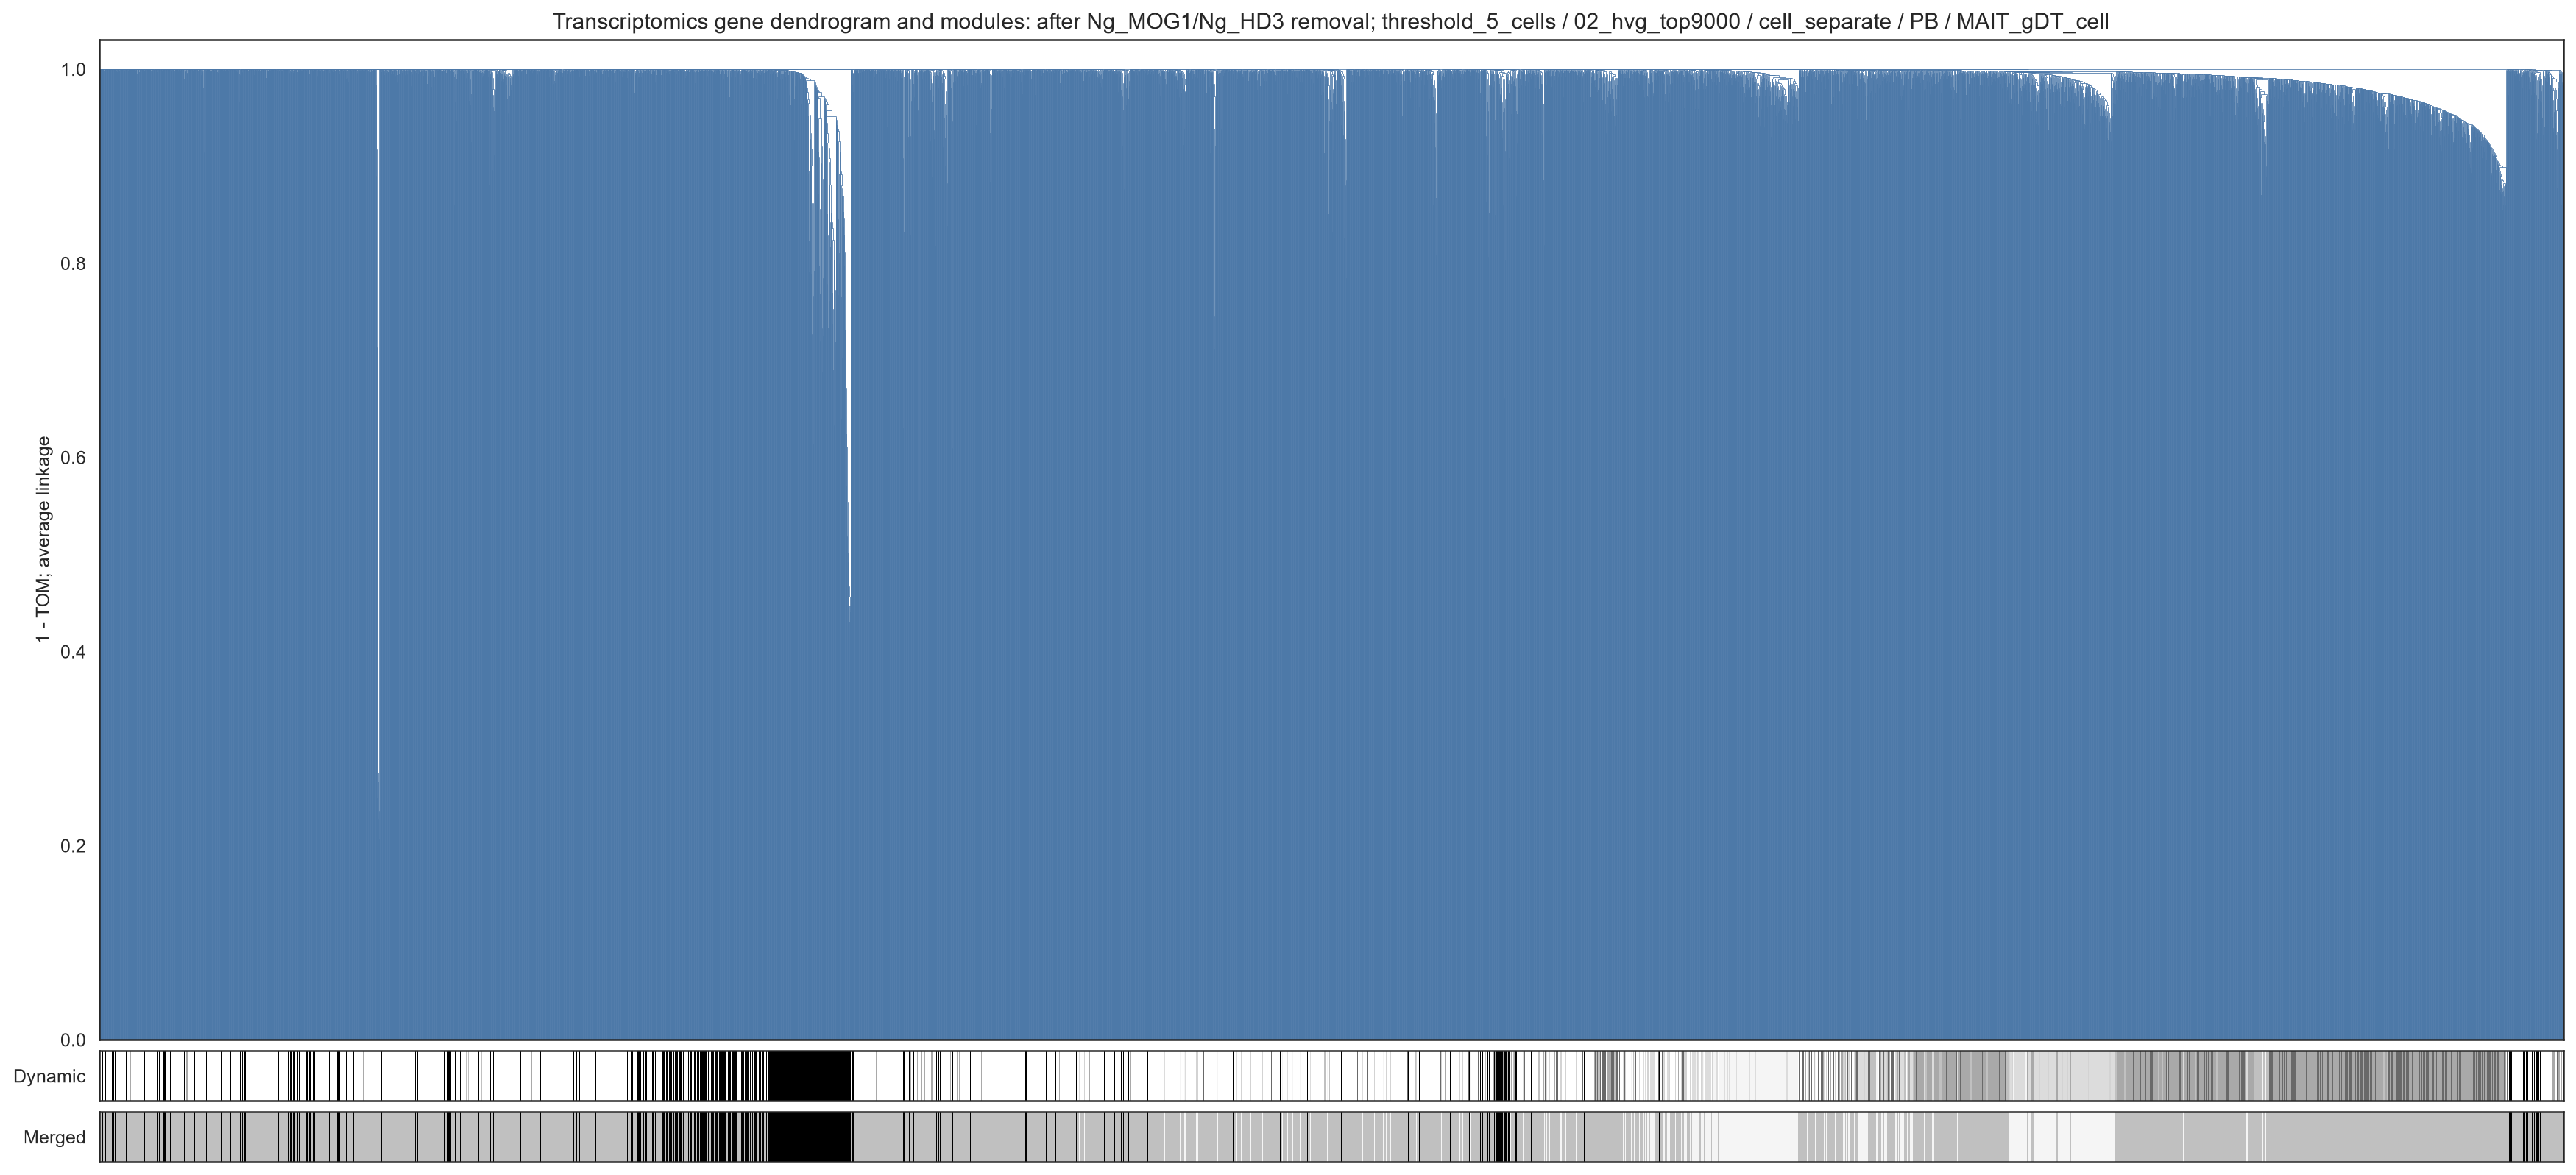 Transcriptomics gene dendrogram and modules: after Ng_MOG1/Ng_HD3 removal; threshold_5_cells / 02_hvg_top9000 / cell_separate / PB / MAIT_gDT_cell
1.0
0.8
0.6
0.4
0.2
0.0
1 - TOM; average linkage
Dynamic
Merged